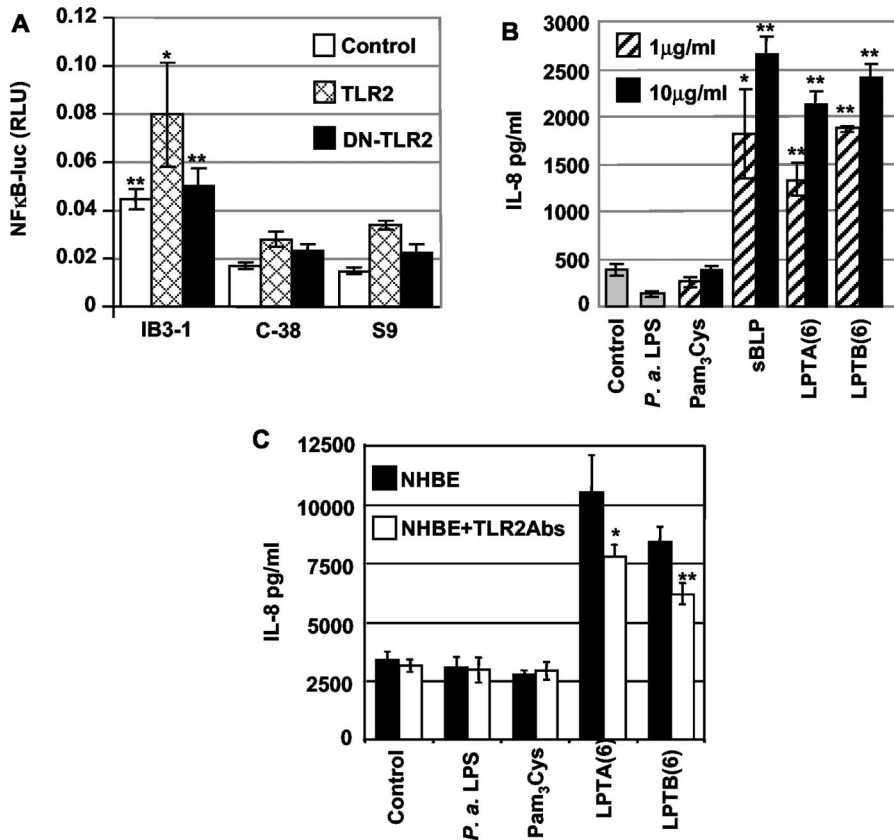 A
NFκB-luc (RLU)
0.12
0.10
0.08
0.06
0.04
0.02
0
Control
TLR2
DN-TLR2
**
*
**
IB3-1
C-38
S9
B
IL-8 pg/ml
3000
2500
2000
1500
1000
500
0
1μg/ml
10μg/ml
*
**
**
**
**
**
Control
P. a. LPS
Pam₃Cys
sBLP
LPTA(6)
LPTB(6)
C
IL-8 pg/ml
12500
10000
7500
5000
2500
0
NHBE
NHBE+TLR2Abs
*
**
Control
P. a. LPS
Pam₃Cys
LPTA(6)
LPTB(6)